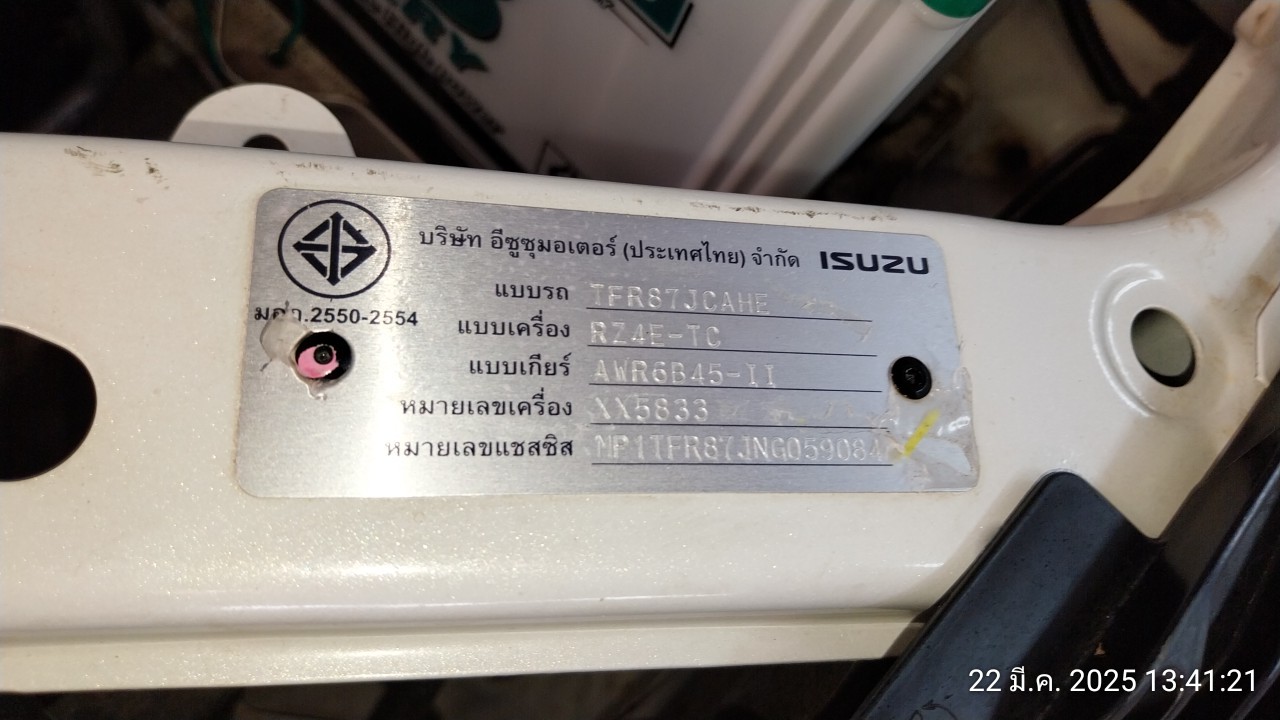 บริษัท อีซูซุมอเตอร์ (ประเทศไทย) จำกัด ISUZU
มอก.2550-2554
แบบรถ TFR87JCAHE
แบบเครื่อง RZ4E-TC
แบบเกียร์ AWR6B45-II
หมายเลขเครื่อง XX5833
หมายเลขแชสซิส
22 มี.ค. 2025 13:41:21